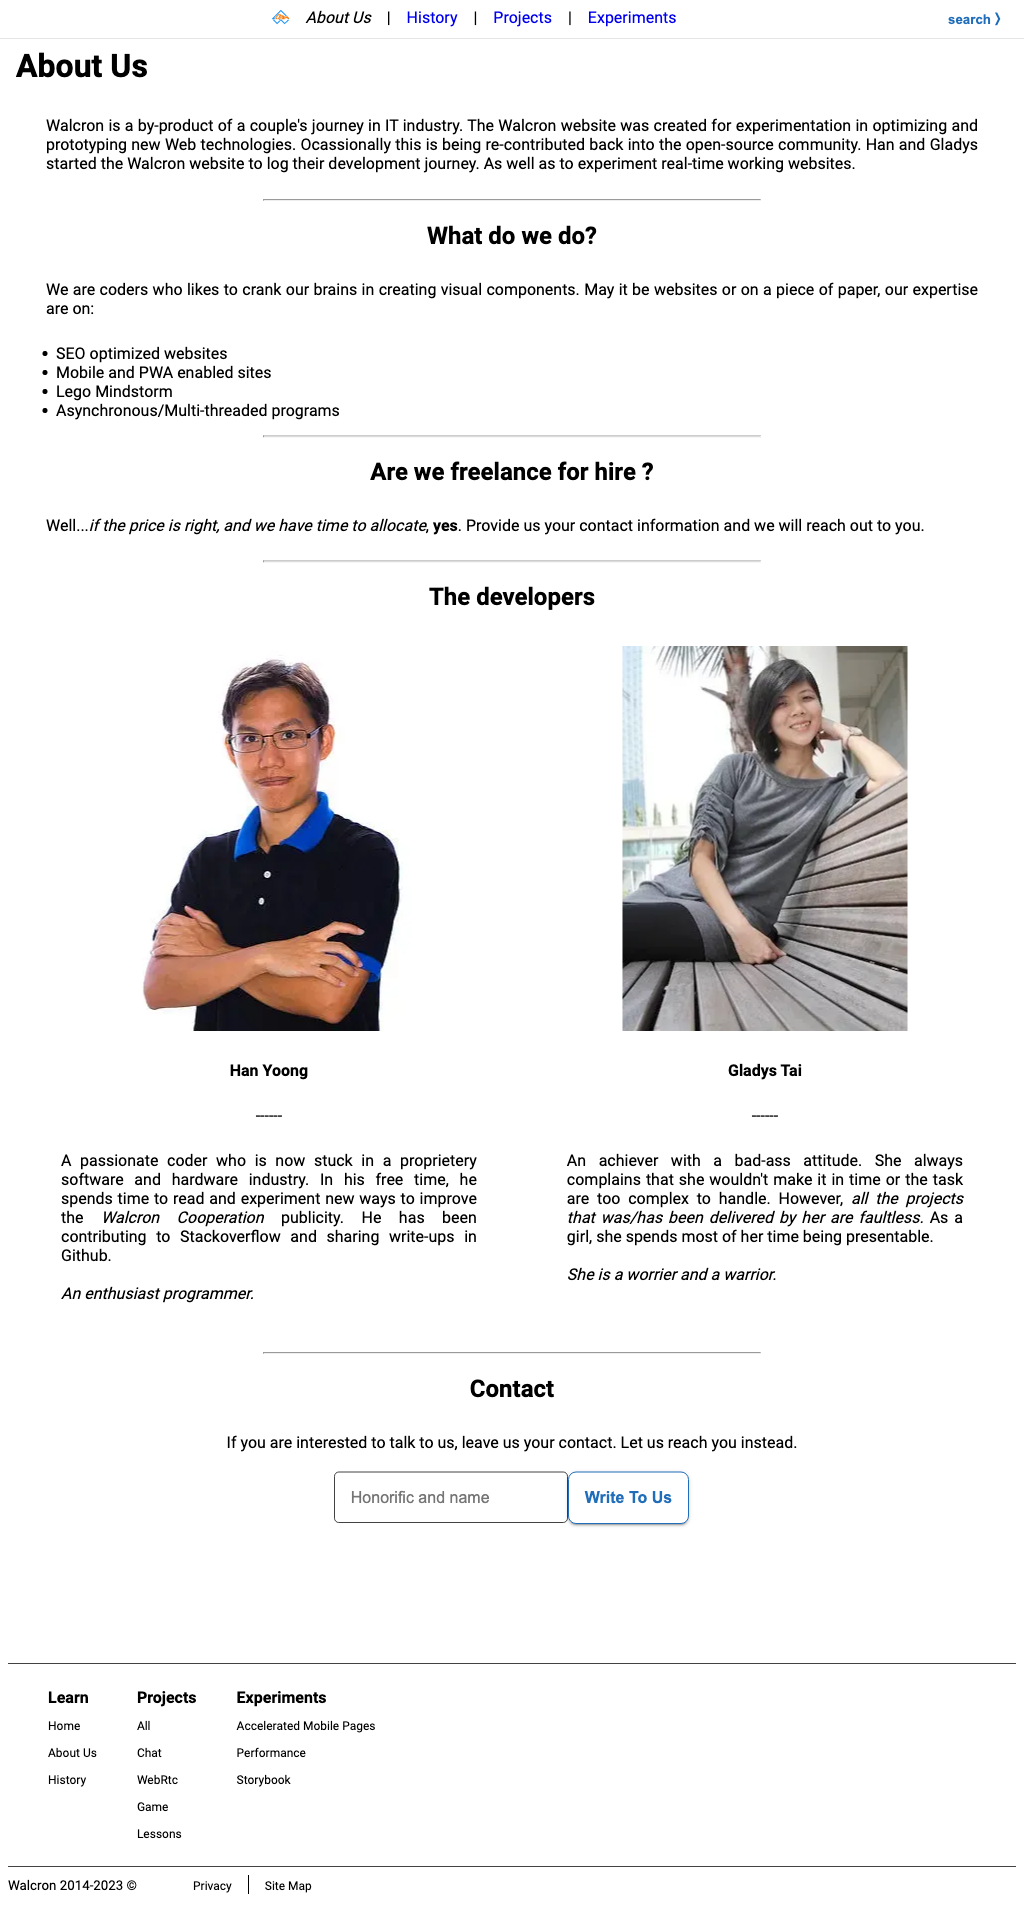 About Us | History | Projects | Experiments
search ❭
About Us
Walcron is a by-product of a couple's journey in IT industry. The Walcron website was created for experimentation in optimizing and
prototyping new Web technologies. Ocassionally this is being re-contributed back into the open-source community. Han and Gladys
started the Walcron website to log their development journey. As well as to experiment real-time working websites.
What do we do?
We are coders who likes to crank our brains in creating visual components. May it be websites or on a piece of paper, our expertise
are on:
• SEO optimized websites
• Mobile and PWA enabled sites
• Lego Mindstorm
• Asynchronous/Multi-threaded programs
Are we freelance for hire ?
Well...if the price is right, and we have time to allocate, yes. Provide us your contact information and we will reach out to you.
The developers
Han Yoong
------
A passionate coder who is now stuck in a proprietery
software and hardware industry. In his free time, he
spends time to read and experiment new ways to improve
the Walcron Cooperation publicity. He has been
contributing to Stackoverflow and sharing write-ups in
Github.
An enthusiast programmer.
Gladys Tai
------
An achiever with a bad-ass attitude. She always
complains that she wouldn't make it in time or the task
are too complex to handle. However, all the projects
that was/has been delivered by her are faultless. As a
girl, she spends most of her time being presentable.
She is a worrier and a warrior.
Contact
If you are interested to talk to us, leave us your contact. Let us reach you instead.
Honorific and name
Write To Us
Learn
Home
About Us
History
Projects
All
Chat
WebRtc
Game
Lessons
Experiments
Accelerated Mobile Pages
Performance
Storybook
Walcron 2014-2023 ©
Privacy
Site Map